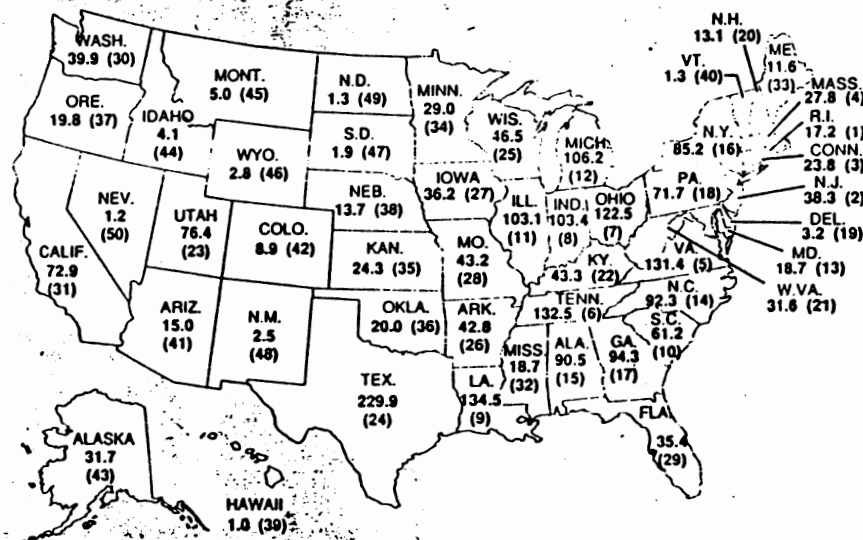 WASH.
39.9 (30)
ORE.
19.8 (37)
IDAHO
4.1
(44)
MONT.
5.0 (45)
WYO.
2.8 (46)
NEV.
1.2
(50)
UTAH
76.4
(23)
COLO.
8.9 (42)
CALIF.
72.9
(31)
ARIZ.
15.0
(41)
N.M.
2.5
(48)
N.D.
1.3 (49)
S.D.
1.9 (47)
NEB.
13.7 (38)
KAN.
24.3 (35)
OKLA.
20.0 (36)
TEX.
229.9
(24)
MINN.
29.0
(34)
IOWA
36.2 (27)
MO.
43.2
(28)
ARK.
42.8
(26)
LA.
134.5
(9)
WIS.
46.5
(25)
ILL.
103.1
(11)
MICH.
106.2
(12)
IND.
103.4
(8)
OHIO
122.5
(7)
KY.
43.3 (22)
TENN.
132.5 (6)
MISS.
18.7
(32)
ALA.
90.5
(15)
GA.
94.3
(17)
FLA.
35.4
(29)
S.C.
61.2
(10)
N.C.
92.3 (14)
VA.
131.4 (5)
W.VA.
31.6 (21)
MD.
18.7 (13)
DEL.
3.2 (19)
PA.
71.7 (18)
N.J.
38.3 (2)
N.Y.
85.2 (16)
CONN.
23.8 (3)
R.I.
17.2 (1)
MASS.
27.8 (4)
VT.
1.3 (40)
N.H.
13.1 (20)
ME.
11.6
(33)
ALASKA
31.7
(43)
HAWAII
1.0 (39)